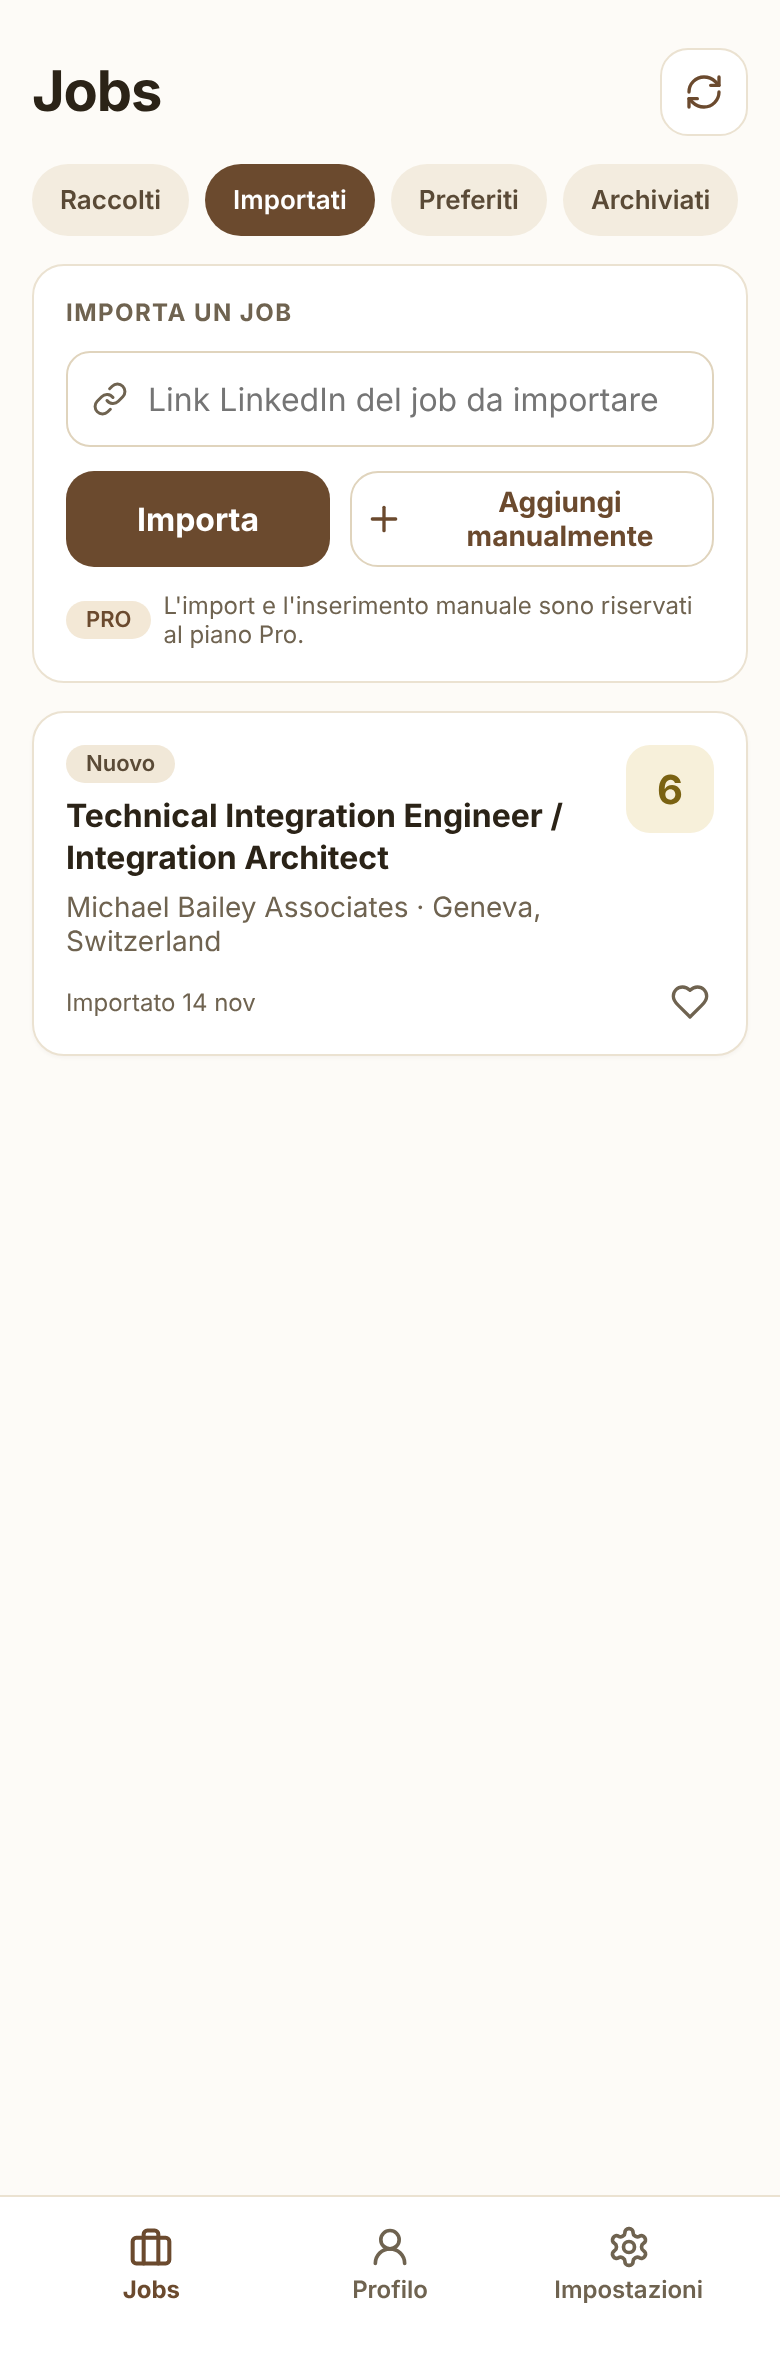 Jobs
Raccolti
Importati
Preferiti
Archiviati
IMPORTA UN JOB
Link LinkedIn del job da importare
Importa
Aggiungi
manualmente
PRO
L'import e l'inserimento manuale sono riservati
al piano Pro.
Nuovo
6
Technical Integration Engineer /
Integration Architect
Michael Bailey Associates · Geneva,
Switzerland
Importato 14 nov
Jobs
Profilo
Impostazioni